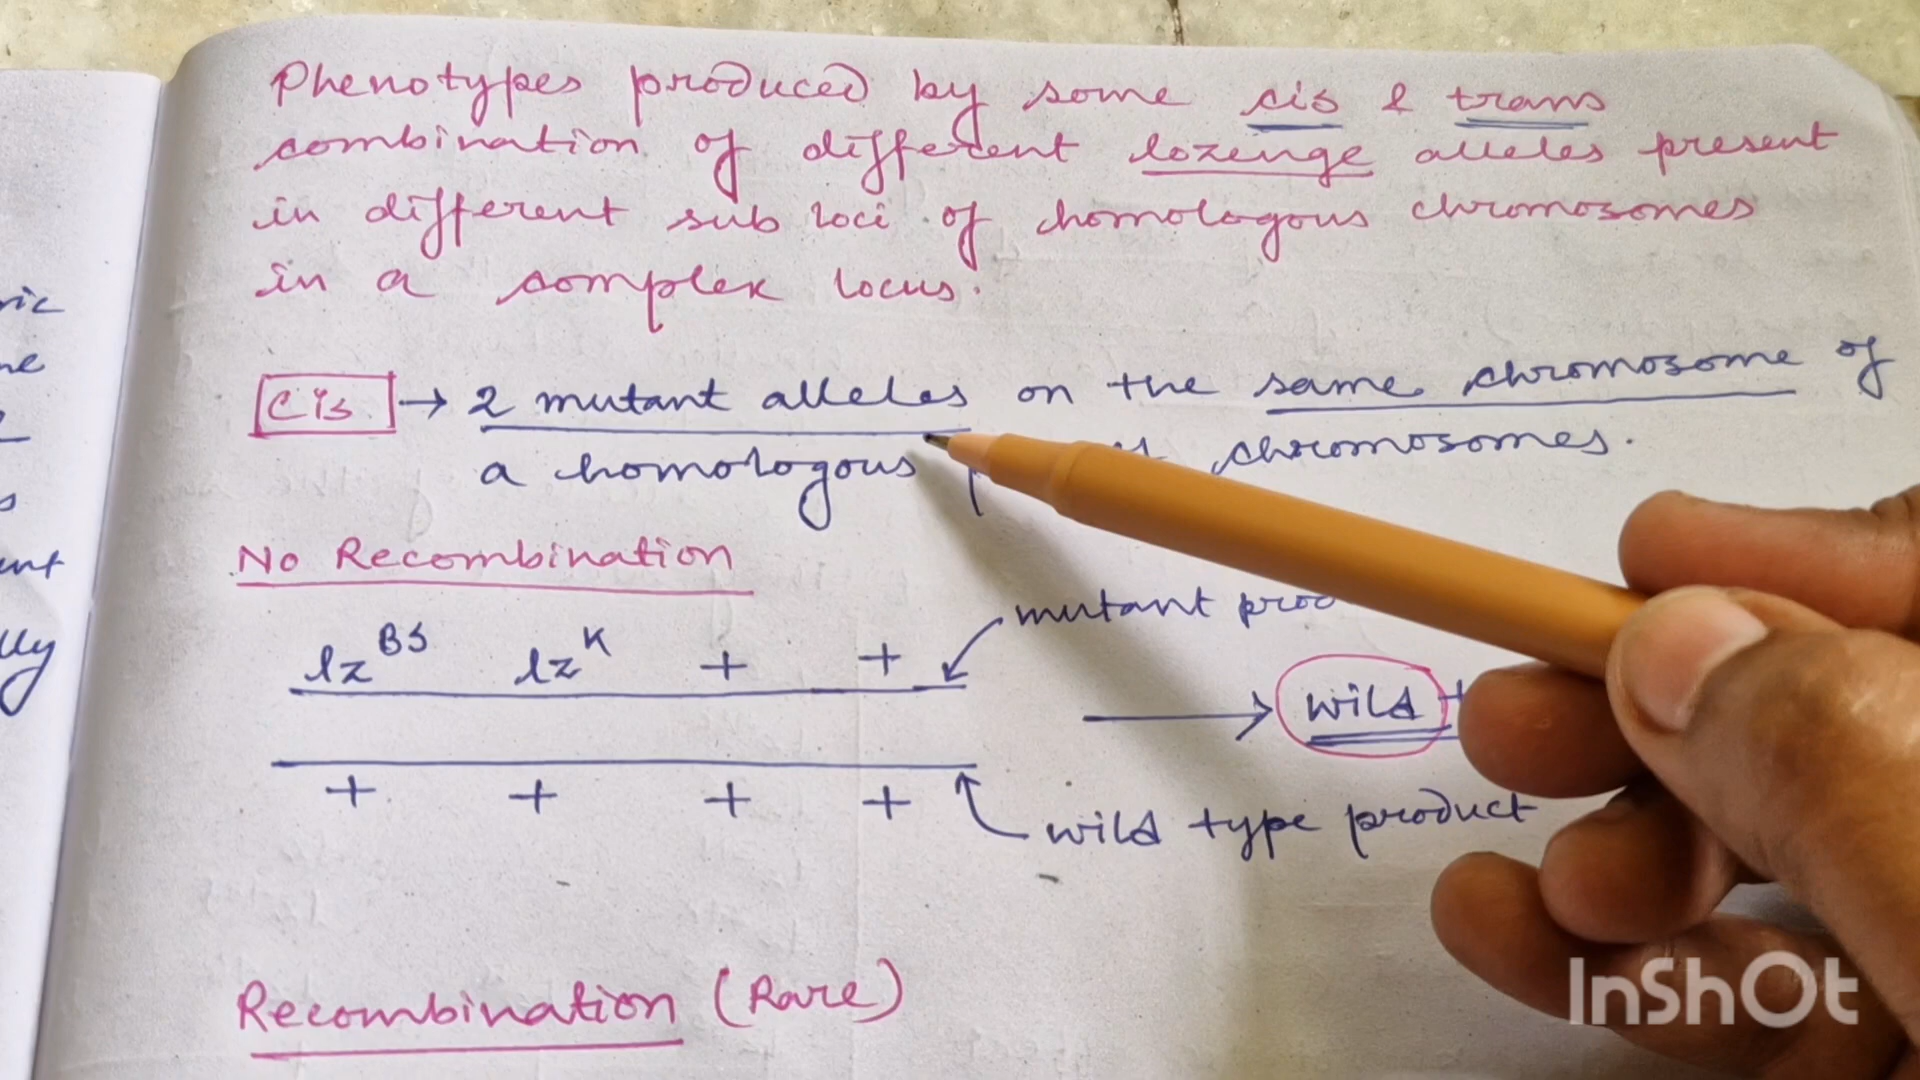 Phenotypes produced by some cis & trans
combination of different lozenge alleles present
in different sub loci of homologous chromosomes
in a complex locus.
Cis → 2 mutant alleles on the same chromosome of
a homologous chromosomes.
No Recombination
mutant
lz^BS lz^K + +
→ wild
+ + + +
wild type product
Recombination (Rare)
InShOt